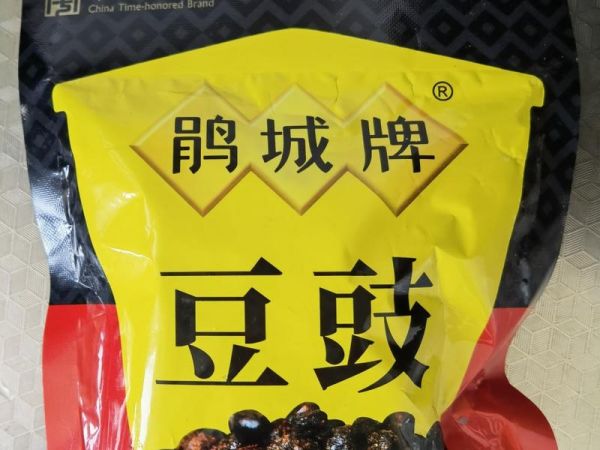 China Time-honored Brand
鹃城牌®
豆豉